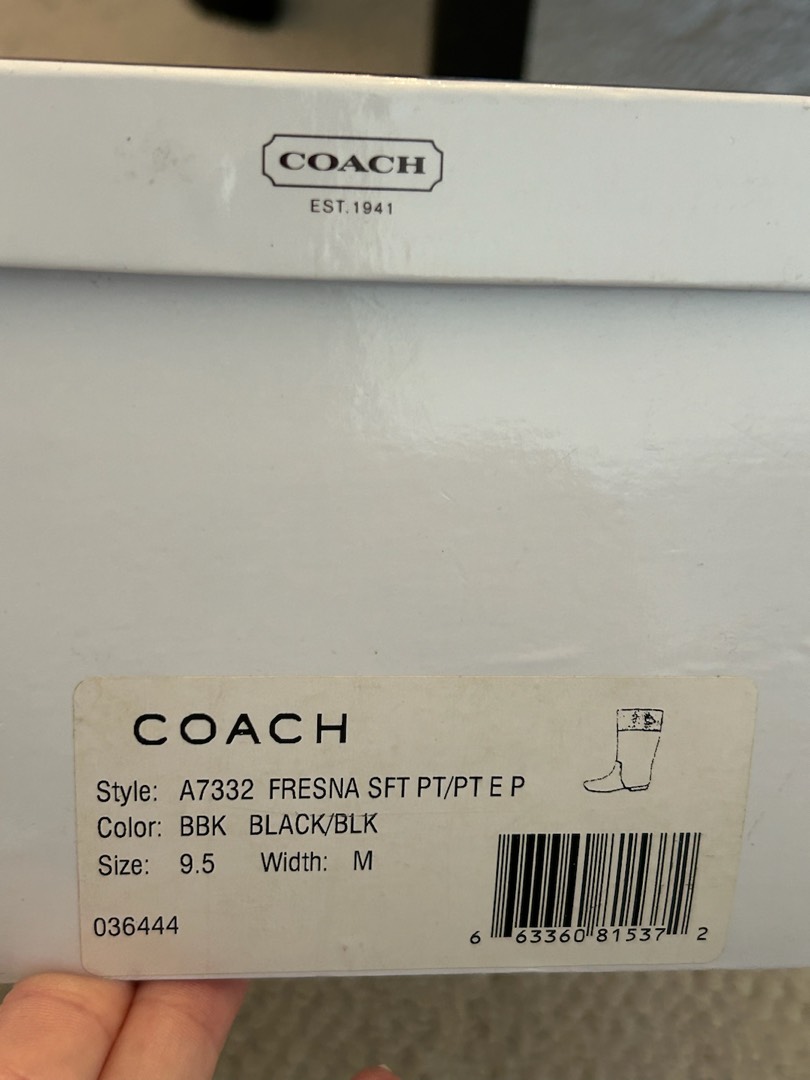 COACH
EST. 1941
COACH
Style: A7332 FRESNA SFT PT/PT E P
Color: BBK BLACK/BLK
Size: 9.5 Width: M
036444
6 63360 81537 2